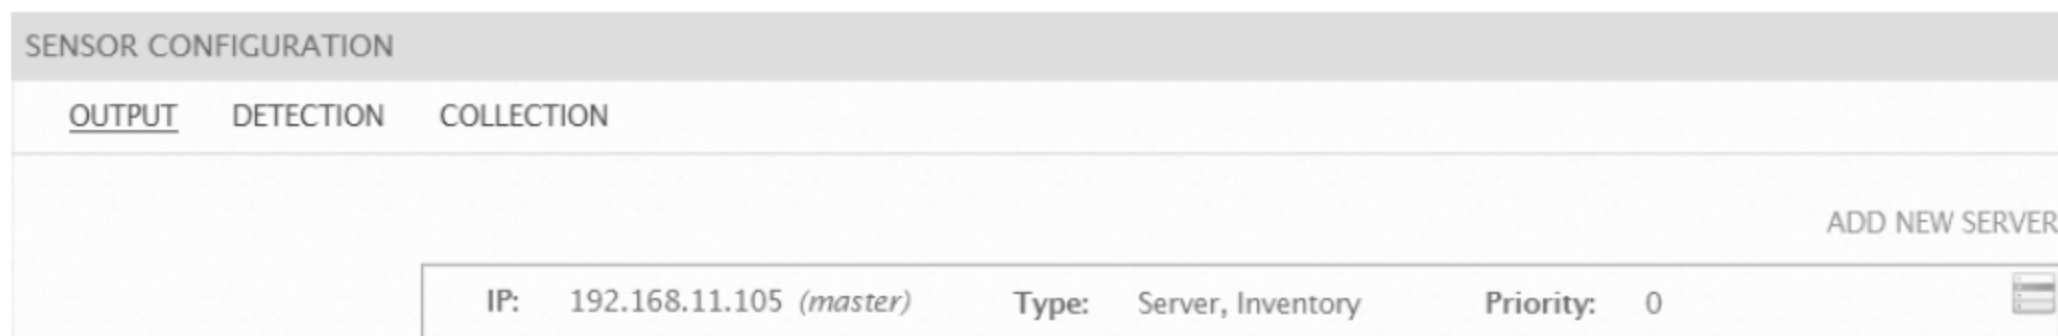 SENSOR CONFIGURATION
OUTPUT DETECTION COLLECTION
ADD NEW SERVER
IP: 192.168.11.105 (master) Type: Server, Inventory Priority: 0